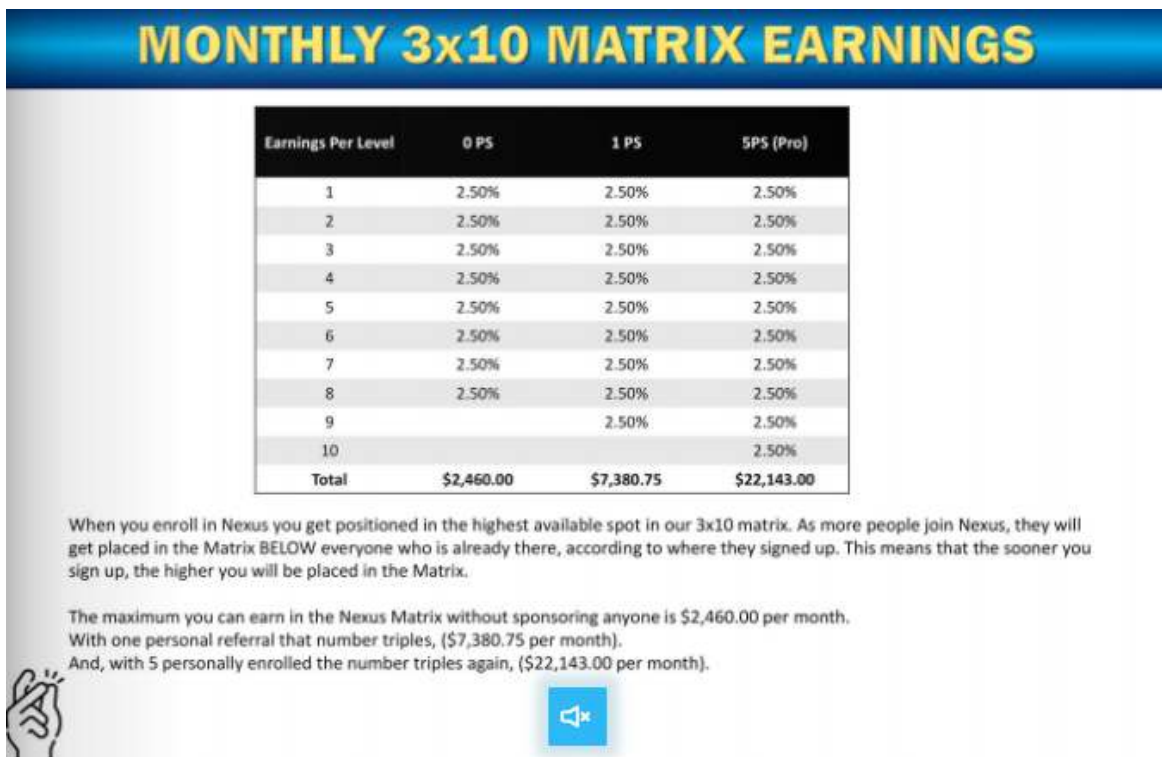 MONTHLY 3x10 MATRIX EARNINGS
Earnings Per Level 0 PS 1 PS 5PS (Pro)
1 2.50% 2.50% 2.50%
2 2.50% 2.50% 2.50%
3 2.50% 2.50% 2.50%
4 2.50% 2.50% 2.50%
5 2.50% 2.50% 2.50%
6 2.50% 2.50% 2.50%
7 2.50% 2.50% 2.50%
8 2.50% 2.50% 2.50%
9 2.50% 2.50%
10 2.50%
Total $2,460.00 $7,380.75 $22,143.00
When you enroll in Nexus you get positioned in the highest available spot in our 3x10 matrix. As more people join Nexus, they will
get placed in the Matrix BELOW everyone who is already there, according to where they signed up. This means that the sooner you
sign up, the higher you will be placed in the Matrix.
The maximum you can earn in the Nexus Matrix without sponsoring anyone is $2,460.00 per month.
With one personal referral that number triples, ($7,380.75 per month).
And, with 5 personally enrolled the number triples again, ($22,143.00 per month).